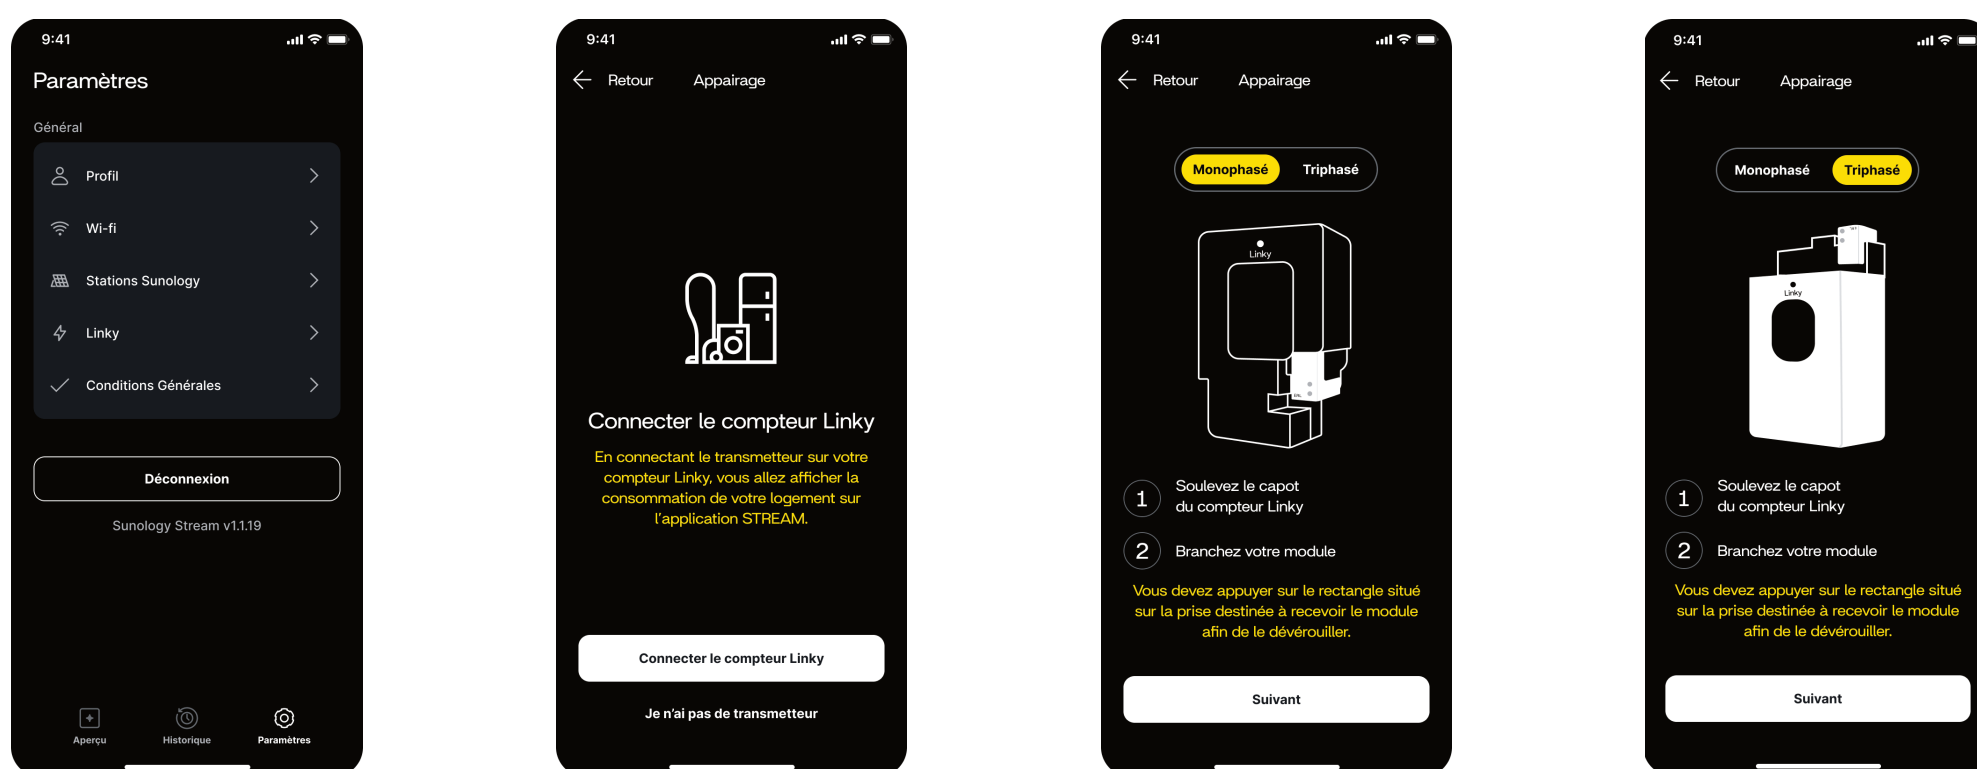 9:41
Paramètres
Général
Profil
Wi-fi
Stations Sunology
Linky
Conditions Générales
Déconnexion
Sunology Stream v1.1.19
Aperçu
Historique
Paramètres
9:41
Retour
Appairage
Connecter le compteur Linky
En connectant le transmetteur sur votre
compteur Linky, vous allez afficher la
consommation de votre logement sur
l'application STREAM.
Connecter le compteur Linky
Je n'ai pas de transmetteur
9:41
Retour
Appairage
Monophasé
Triphasé
Linky
1
Soulevez le capot
du compteur Linky
2
Branchez votre module
Vous devez appuyer sur le rectangle situé
sur la prise destinée à recevoir le module
afin de le dévérouiller.
Suivant
9:41
Retour
Appairage
Monophasé
Triphasé
Linky
1
Soulevez le capot
du compteur Linky
2
Branchez votre module
Vous devez appuyer sur le rectangle situé
sur la prise destinée à recevoir le module
afin de le dévérouiller.
Suivant